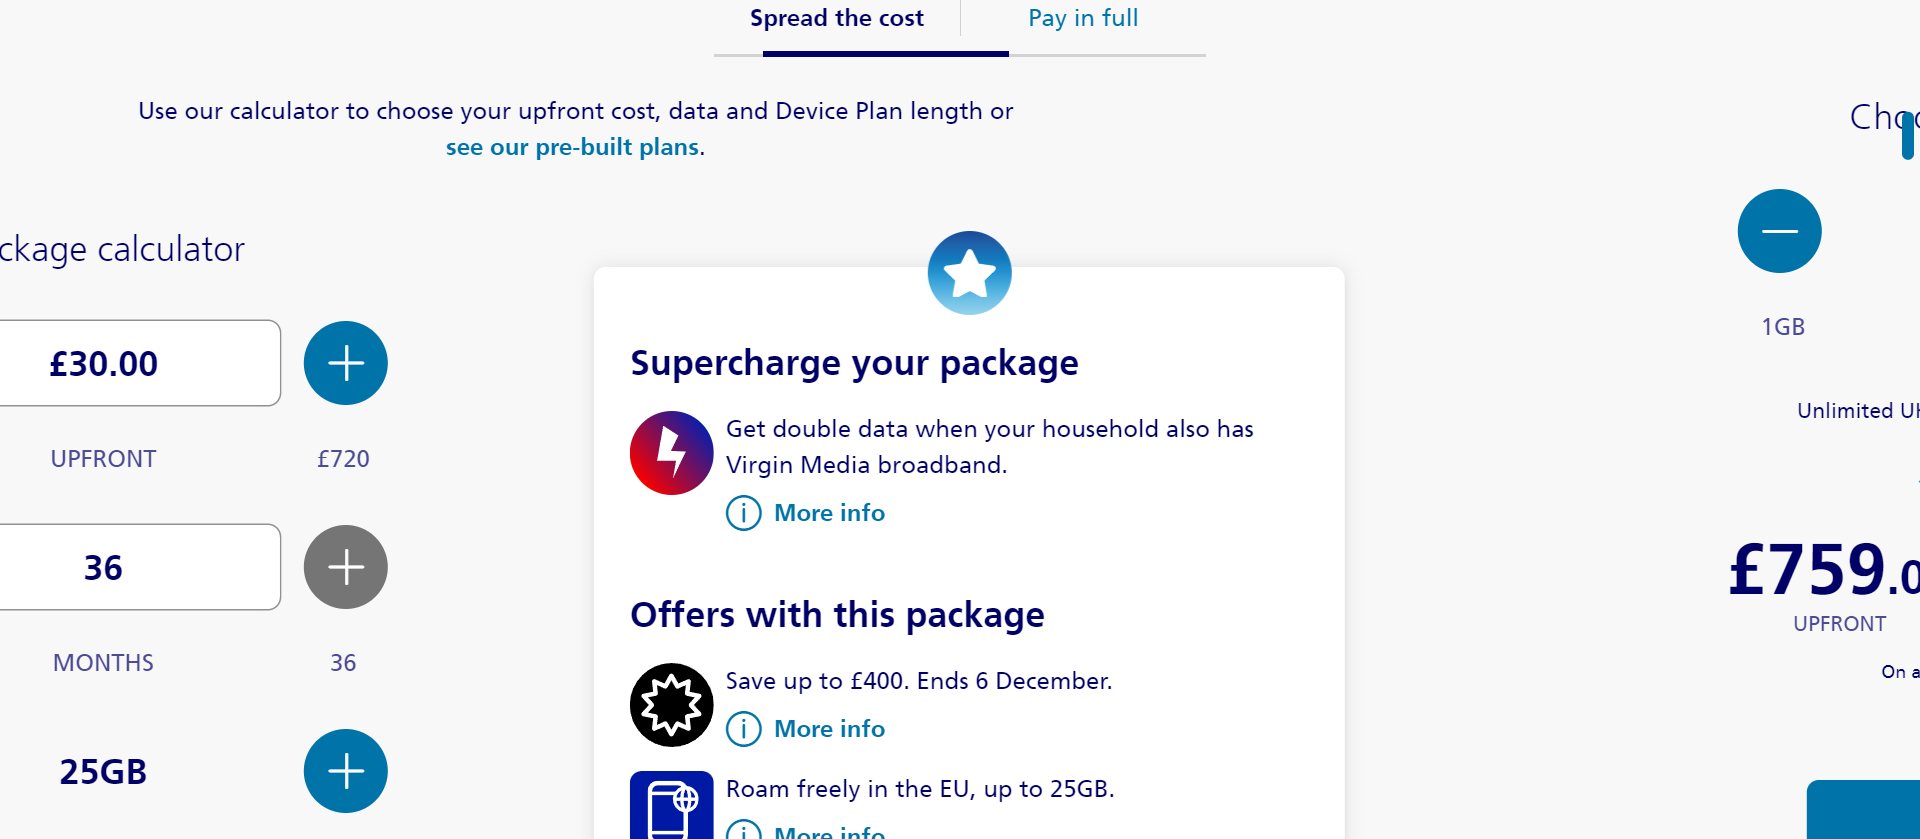 Spread the cost
Pay in full
Use our calculator to choose your upfront cost, data and Device Plan length or
see our pre-built plans.
ckage calculator
£30.00
UPFRONT
£720
36
MONTHS
36
25GB
Supercharge your package
Get double data when your household also has
Virgin Media broadband.
More info
Offers with this package
Save up to £400. Ends 6 December.
More info
Roam freely in the EU, up to 25GB.
More info
1GB
Unlimited
£759.0
UPFRONT
On a